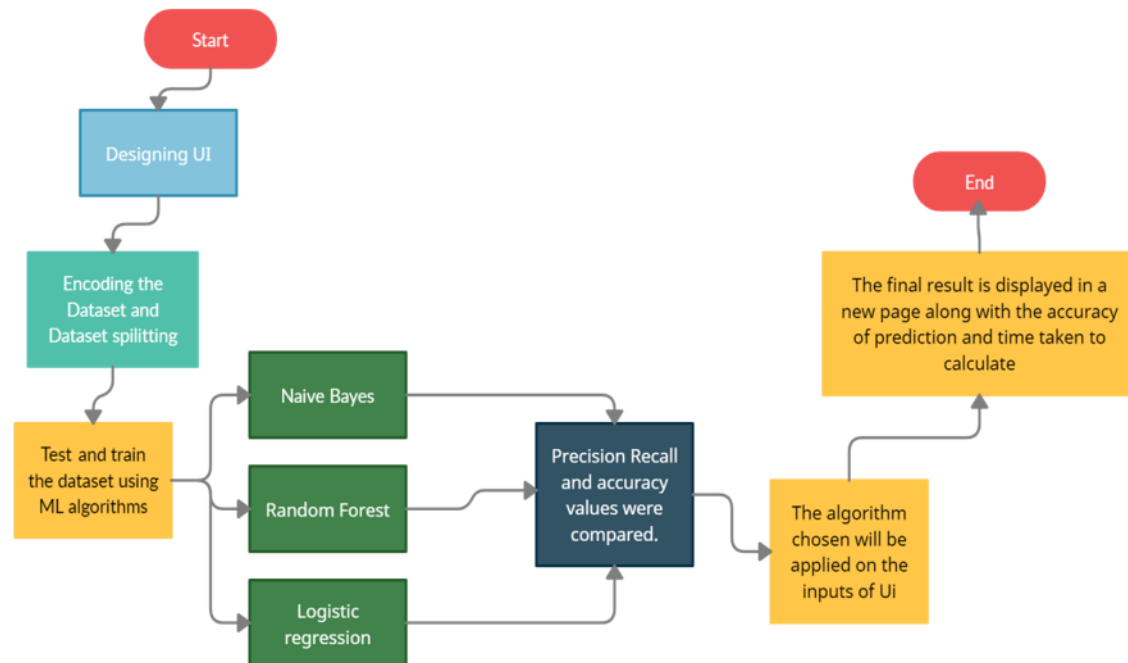 Start
Designing UI
Encoding the
Dataset and
Dataset spilitting
Test and train
the dataset using
ML algorithms
Naive Bayes
Random Forest
Logistic
regression
Precision Recall
and accuracy
values were
compared.
The algorithm
chosen will be
applied on the
inputs of Ui
The final result is displayed in a
new page along with the accuracy
of prediction and time taken to
calculate
End